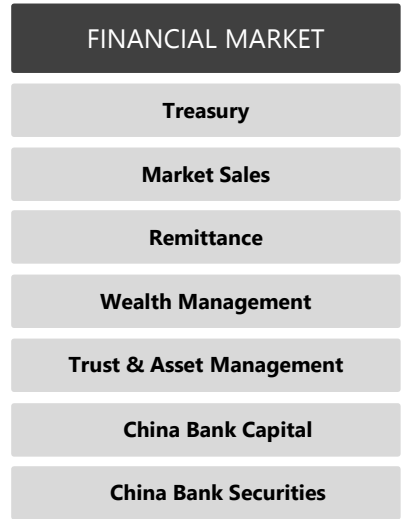 FINANCIAL MARKET
Treasury
Market Sales
Remittance
Wealth Management
Trust & Asset Management
China Bank Capital
China Bank Securities